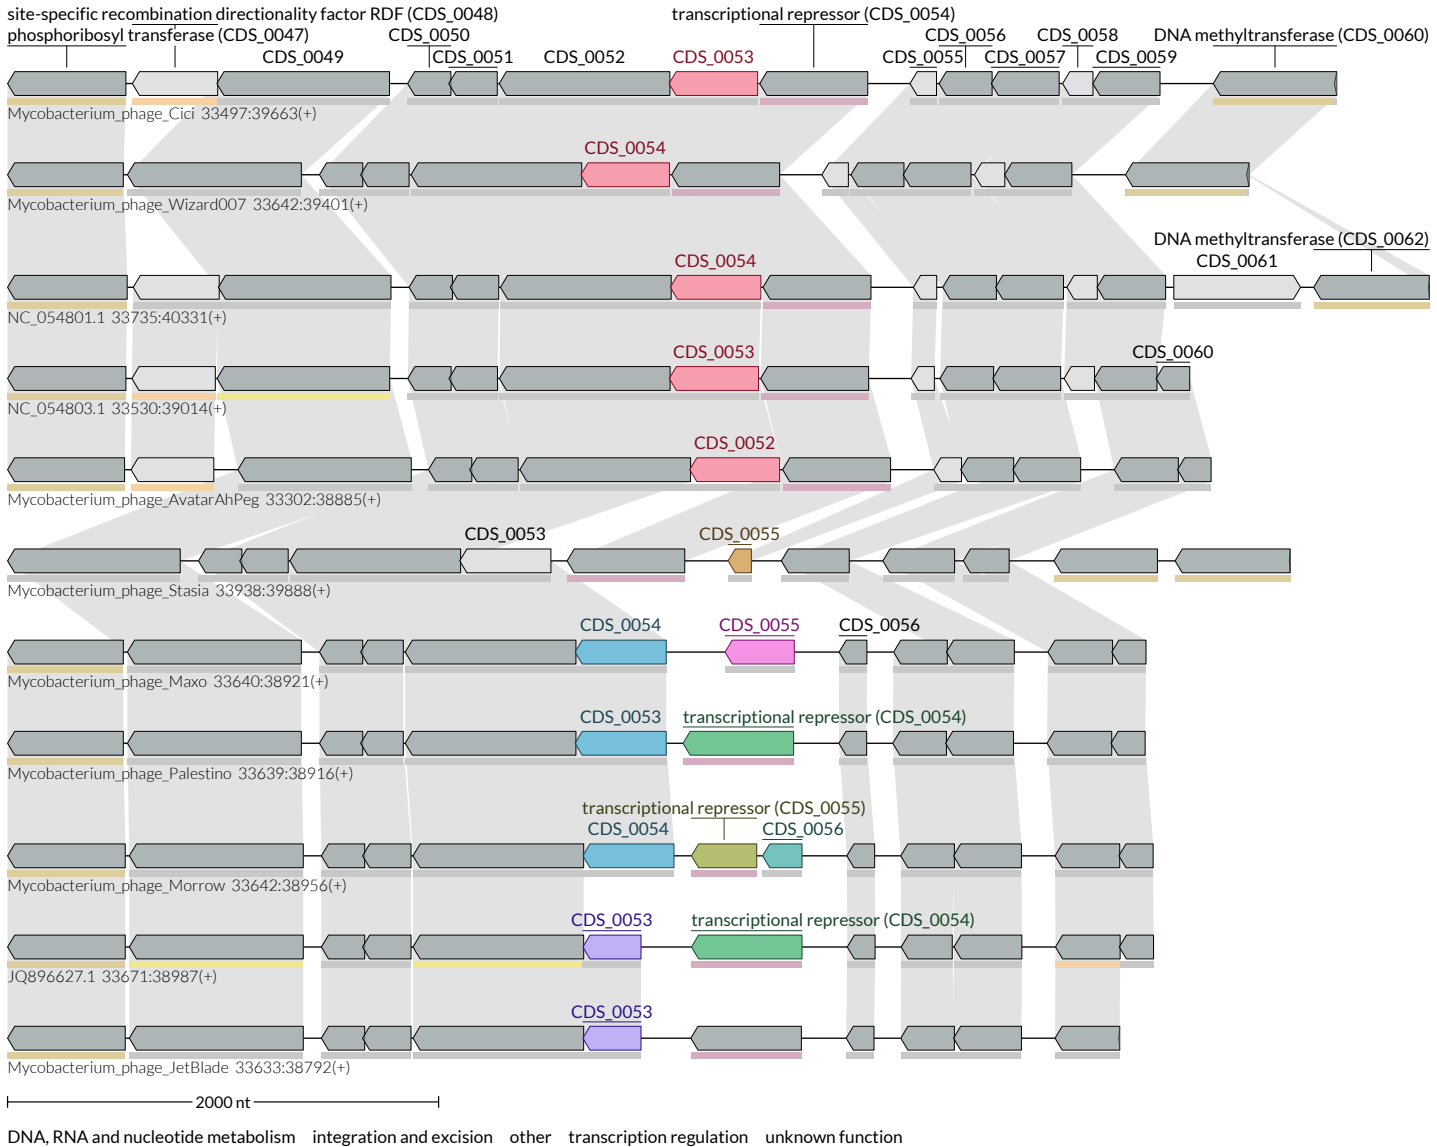 site-specific recombination directionality factor RDF (CDS_0048) transcriptional repressor (CDS_0054)
phosphoribosyl transferase (CDS_0047) CDS_0050 CDS_0056 CDS_0058 DNA methyltransferase (CDS_0060)
CDS_0049 CDS_0051 CDS_0052 CDS_0053 CDS_0055 CDS_0057 CDS_0059
Mycobacterium_phage_Cici 33497:39663(+)
CDS_0054
Mycobacterium_phage_Wizard007 33642:39401(+)
DNA methyltransferase (CDS_0062)
CDS_0054 CDS_0061
NC_054801.1 33735:40331(+)
CDS_0053 CDS_0060
NC_054803.1 33530:39014(+)
CDS_0052
Mycobacterium_phage_AvatarAhPeg 33302:38885(+)
CDS_0053 CDS_0055
Mycobacterium_phage_Stasia 33938:39888(+)
CDS_0054 CDS_0055 CDS_0056
Mycobacterium_phage_Maxo 33640:38921(+)
CDS_0053 transcriptional repressor (CDS_0054)
Mycobacterium_phage_Palestino 33639:38916(+)
transcriptional repressor (CDS_0055)
CDS_0054 CDS_0056
Mycobacterium_phage_Morrow 33642:38956(+)
CDS_0053 transcriptional repressor (CDS_0054)
JQ896627.1 33671:38987(+)
CDS_0053
Mycobacterium_phage_JetBlade 33633:38792(+)
2000 nt
DNA, RNA and nucleotide metabolism integration and excision other transcription regulation unknown function